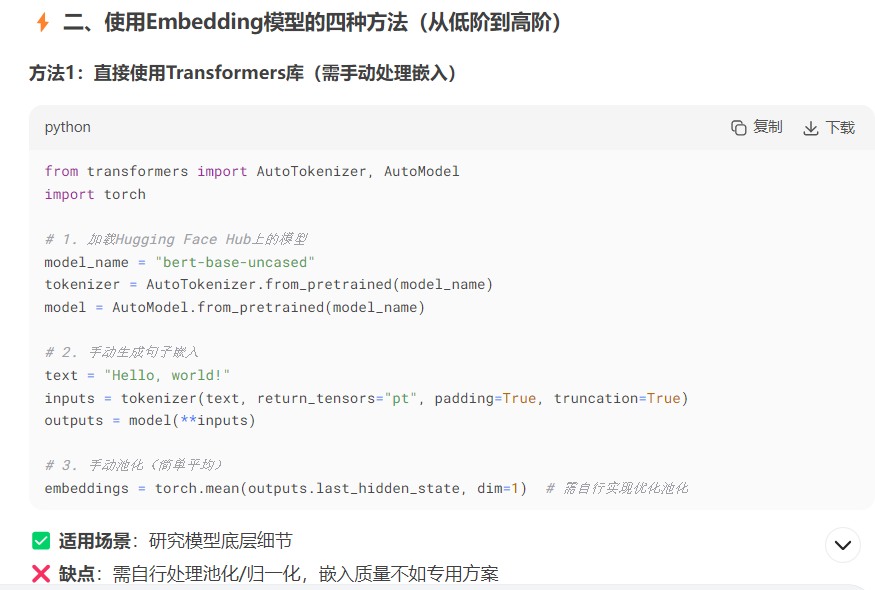 ⚡ 二、使用Embedding模型的四种方法（从低阶到高阶）
方法1：直接使用Transformers库（需手动处理嵌入）
python 复制 下载
from transformers import AutoTokenizer, AutoModel
import torch
# 1. 加载Hugging Face Hub上的模型
model_name = "bert-base-uncased"
tokenizer = AutoTokenizer.from_pretrained(model_name)
model = AutoModel.from_pretrained(model_name)
# 2. 手动生成句子嵌入
text = "Hello, world!"
inputs = tokenizer(text, return_tensors="pt", padding=True, truncation=True)
outputs = model(**inputs)
# 3. 手动池化（简单平均）
embeddings = torch.mean(outputs.last_hidden_state, dim=1)  # 需自行实现优化池化
✅ 适用场景：研究模型底层细节
❌ 缺点：需自行处理池化/归一化，嵌入质量不如专用方案